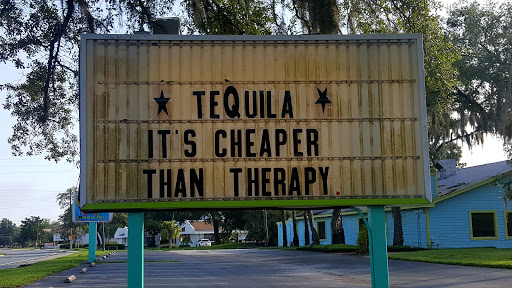 ★ TEQUILA ★
IT'S CHEAPER
THAN THERAPY.